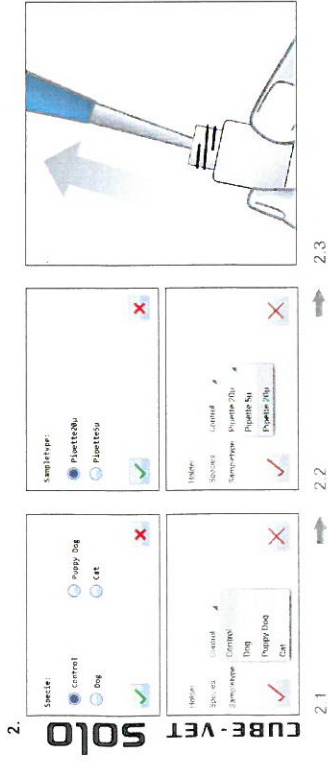 2.
SOLO
Specie:
Control
Puppy Dog
Dog
Cat
Sampletype:
Pipette20µ
Pipette5µ
CUBE-VET
Holder:
Species Control
Sampletype Control
Dog
Puppy Dog
Cat
Holder:
Species Control
Sampletype Pipette 20µ
Pipette 5µ
Pipette 20µ
2.1
2.2
2.3